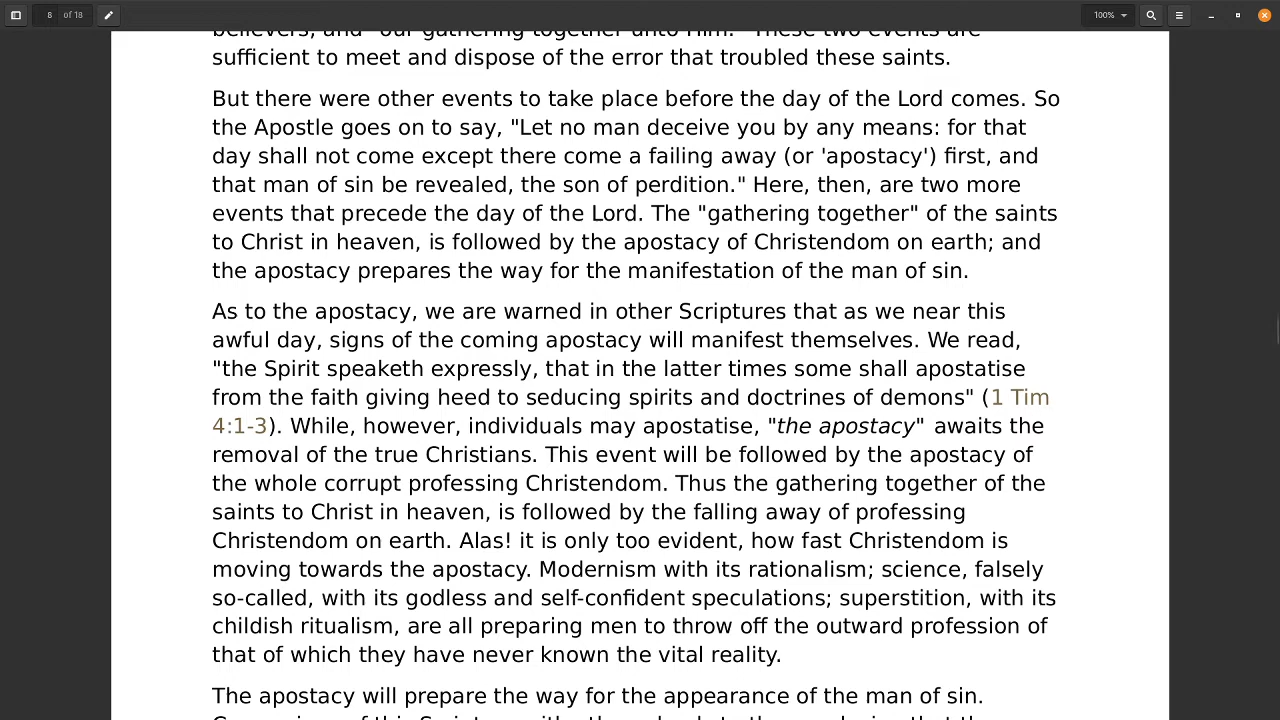 8 of 18
100%
believers, and "our gathering together unto Him." These two events are
sufficient to meet and dispose of the error that troubled these saints.
But there were other events to take place before the day of the Lord comes. So
the Apostle goes on to say, "Let no man deceive you by any means: for that
day shall not come except there come a failing away (or 'apostacy') first, and
that man of sin be revealed, the son of perdition." Here, then, are two more
events that precede the day of the Lord. The "gathering together" of the saints
to Christ in heaven, is followed by the apostacy of Christendom on earth; and
the apostacy prepares the way for the manifestation of the man of sin.
As to the apostacy, we are warned in other Scriptures that as we near this
awful day, signs of the coming apostacy will manifest themselves. We read,
"the Spirit speaketh expressly, that in the latter times some shall apostatise
from the faith giving heed to seducing spirits and doctrines of demons" (1 Tim
4:1-3). While, however, individuals may apostatise, "the apostacy" awaits the
removal of the true Christians. This event will be followed by the apostacy of
the whole corrupt professing Christendom. Thus the gathering together of the
saints to Christ in heaven, is followed by the falling away of professing
Christendom on earth. Alas! it is only too evident, how fast Christendom is
moving towards the apostacy. Modernism with its rationalism; science, falsely
so-called, with its godless and self-confident speculations; superstition, with its
childish ritualism, are all preparing men to throw off the outward profession of
that of which they have never known the vital reality.
The apostacy will prepare the way for the appearance of the man of sin.